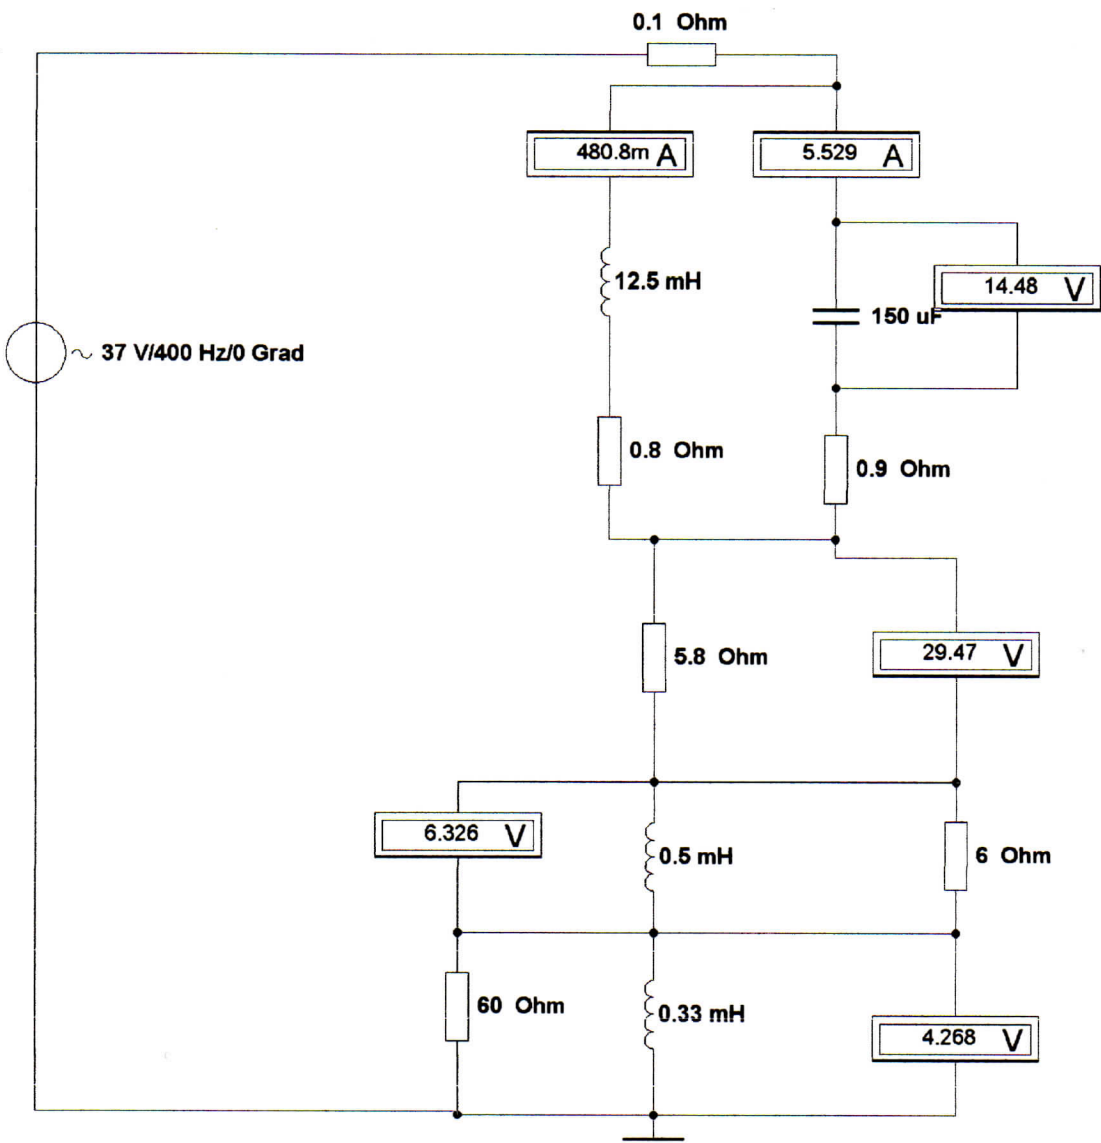 0.1 Ohm
480.8m A
5.529 A
12.5 mH
14.48 V
150 uF
~ 37 V/400 Hz/0 Grad
0.8 Ohm
0.9 Ohm
5.8 Ohm
29.47 V
6.326 V
0.5 mH
6 Ohm
60 Ohm
0.33 mH
4.268 V